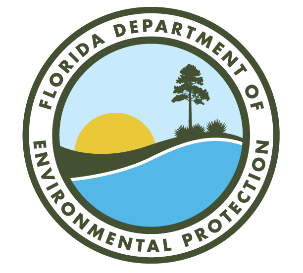 FLORIDA DEPARTMENT OF
ENVIRONMENTAL PROTECTION